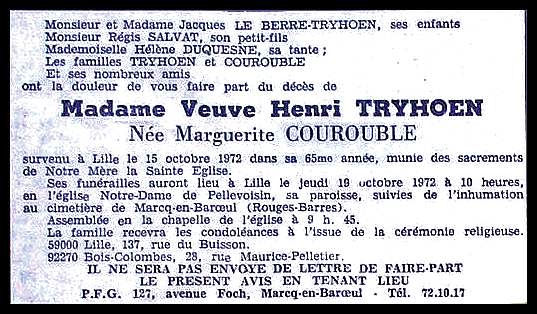 Monsieur et Madame Jacques LE BERRE-TRYHOEN, ses enfants
Monsieur Régis SALVAT, son petit-fils
Mademoiselle Hélène DUQUESNE, sa tante ;
Les familles TRYHOEN et COUROUBLE
Et ses nombreux amis
ont la douleur de vous faire part du décès de
Madame Veuve Henri TRYHOEN
Née Marguerite COUROUBLE
survenu à Lille le 15 octobre 1972 dans sa 65me année, munie des sacrements
de Notre Mère la Sainte Eglise.
Ses funérailles auront lieu à Lille le jeudi 19 octobre 1972 à 10 heures,
en l'église Notre-Dame de Pellevoisin, sa paroisse, suivies de l'inhumation
au cimetière de Marcq-en-Barœul (Rouges-Barres).
Assemblée en la chapelle de l'église à 9 h. 45.
La famille recevra les condoléances à l'issue de la cérémonie religieuse.
59000 Lille, 137, rue du Buisson.
92270 Bois-Colombes, 28, rue Maurice-Pelletier.
IL NE SERA PAS ENVOYE DE LETTRE DE FAIRE-PART
LE PRESENT AVIS EN TENANT LIEU
P.F.G. 127, avenue Foch, Marcq-en-Barœul - Tél. 72.10.17